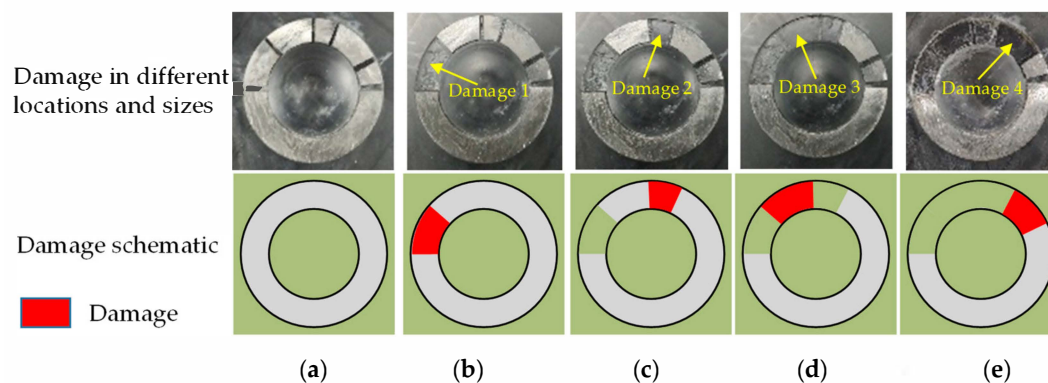 Damage in different
locations and sizes
Damage 1
Damage 2
Damage 3
Damage 4
Damage schematic
Damage
(a)
(b)
(c)
(d)
(e)